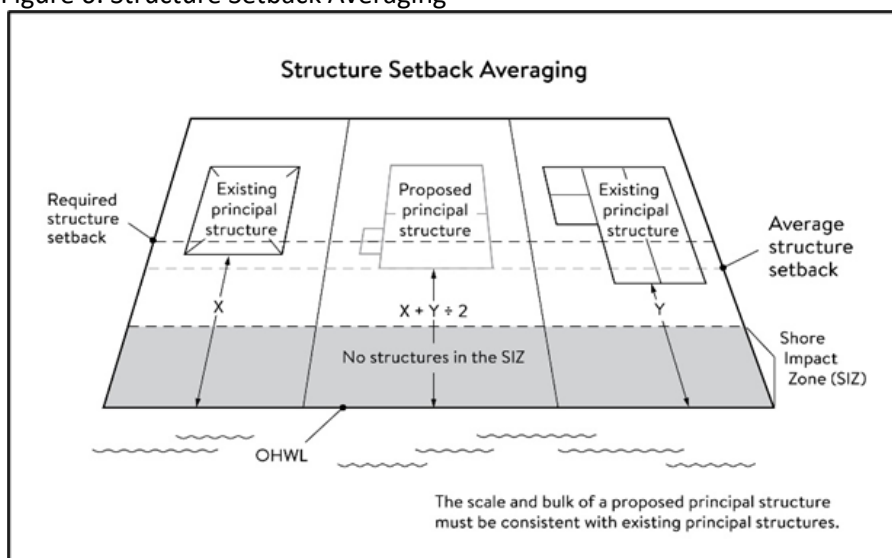 Figure 6. Structure Setback Averaging
Structure Setback Averaging
Required
structure
setback
Existing
principal
structure
Proposed
principal
structure
Existing
principal
structure
Average
structure
setback
X
X + Y ÷ 2
Y
No structures in the SIZ
Shore
Impact
Zone (SIZ)
OHWL
The scale and bulk of a proposed principal structure
must be consistent with existing principal structures.